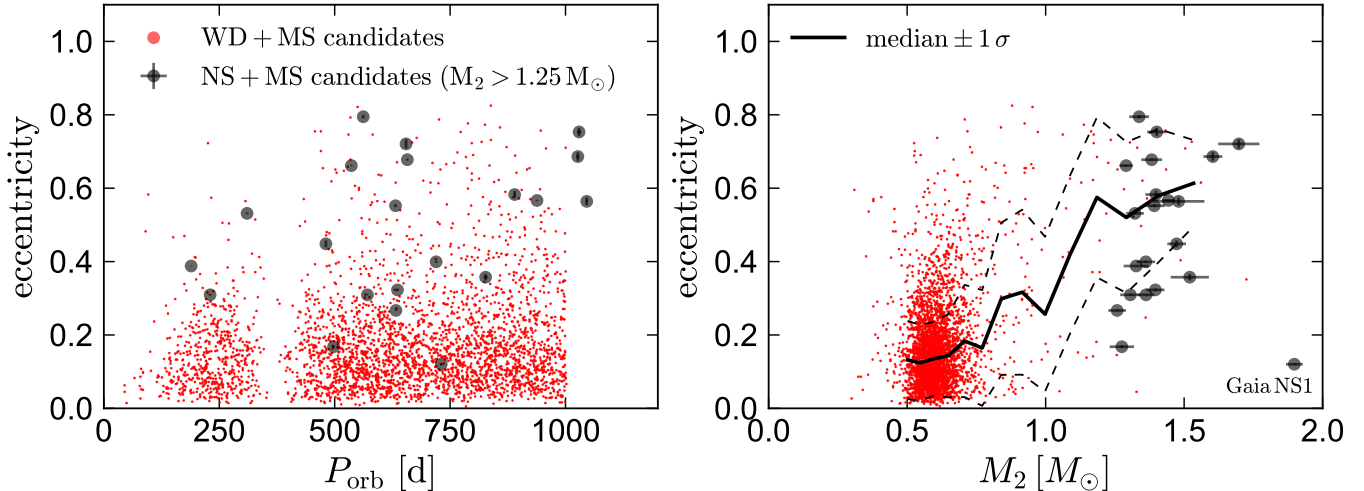 WD + MS candidates
NS + MS candidates (M₂ > 1.25 M⊙)
eccentricity
1.0
0.8
0.6
0.4
0.2
0.0
0 250 500 750 1000
P_orb [d]
median ± 1 σ
eccentricity
1.0
0.8
0.6
0.4
0.2
0.0
Gaia NS1
0.0 0.5 1.0 1.5 2.0
M₂ [M⊙]